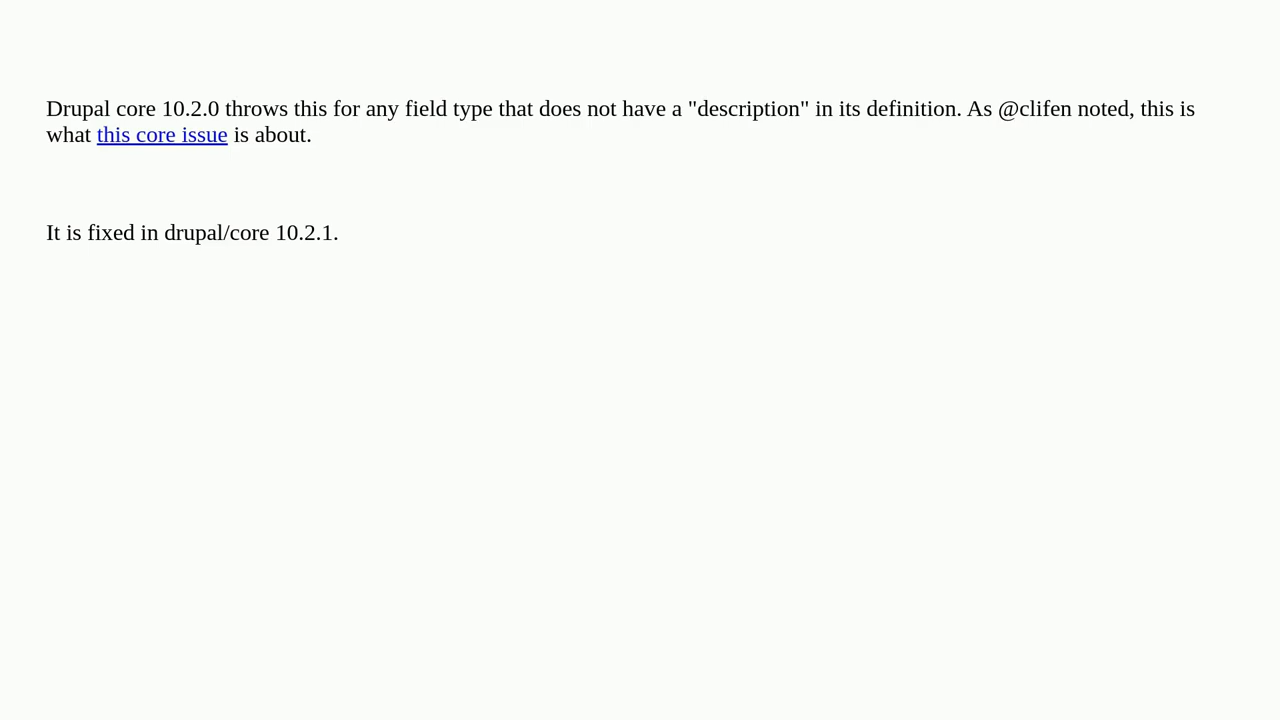 Drupal core 10.2.0 throws this for any field type that does not have a "description" in its definition. As @clifen noted, this is
what this core issue is about.
It is fixed in drupal/core 10.2.1.